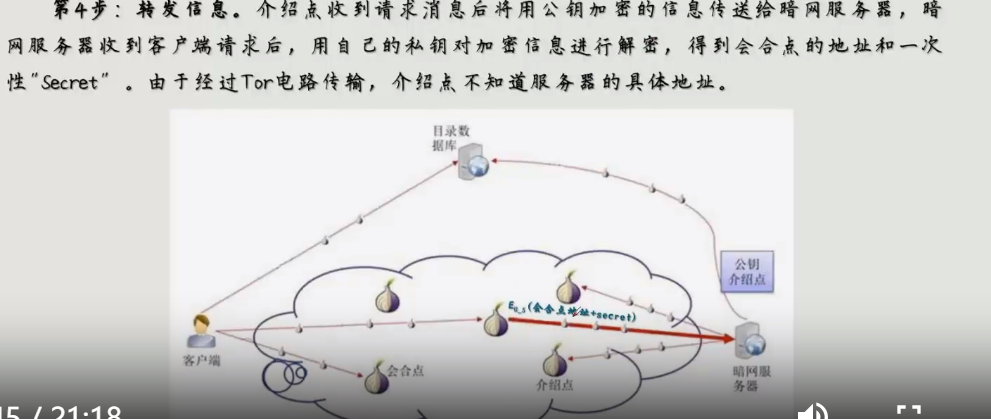 第4步：转发信息。介绍点收到请求消息后将用公钥加密的信息传送给暗网服务器，暗
网服务器收到客户端请求后，用自己的私钥对加密信息进行解密，得到会合点的地址和一次
性“Secret”。由于经过Tor电路传输，介绍点不知道服务器的具体地址。
目录数
据库
公钥
介绍点
E_{U_S}(会合点地址+secret)
客户端
会合点
介绍点
暗网服
务器
15 / 21:18